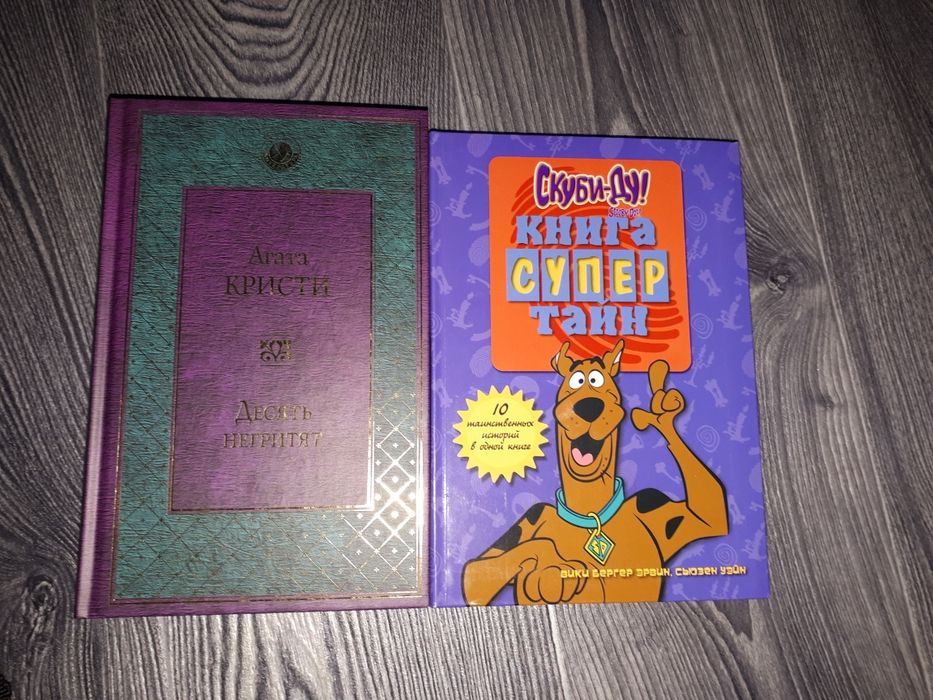 Агата
КРИСТИ
Десять
негритят
Скуби-Ду!
книга
супер
тайн
10
таинственных
историй
в одной книге
SD
Вики Бергер Эрвин, Сьюзен Уэйн